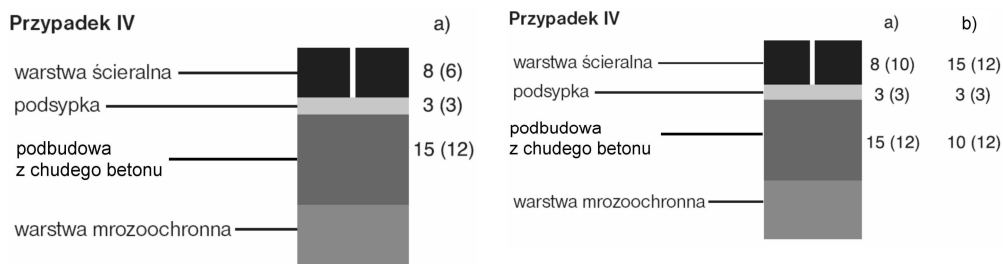 Przypadek IV
a)
warstwa ścieralna
8 (6)
podsypka
3 (3)
podbudowa
z chudego betonu
15 (12)
warstwa mrozoochronna
Przypadek IV
a) b)
warstwa ścieralna
8 (10) 15 (12)
podsypka
3 (3) 3 (3)
podbudowa
z chudego betonu
15 (12) 10 (12)
warstwa mrozoochronna